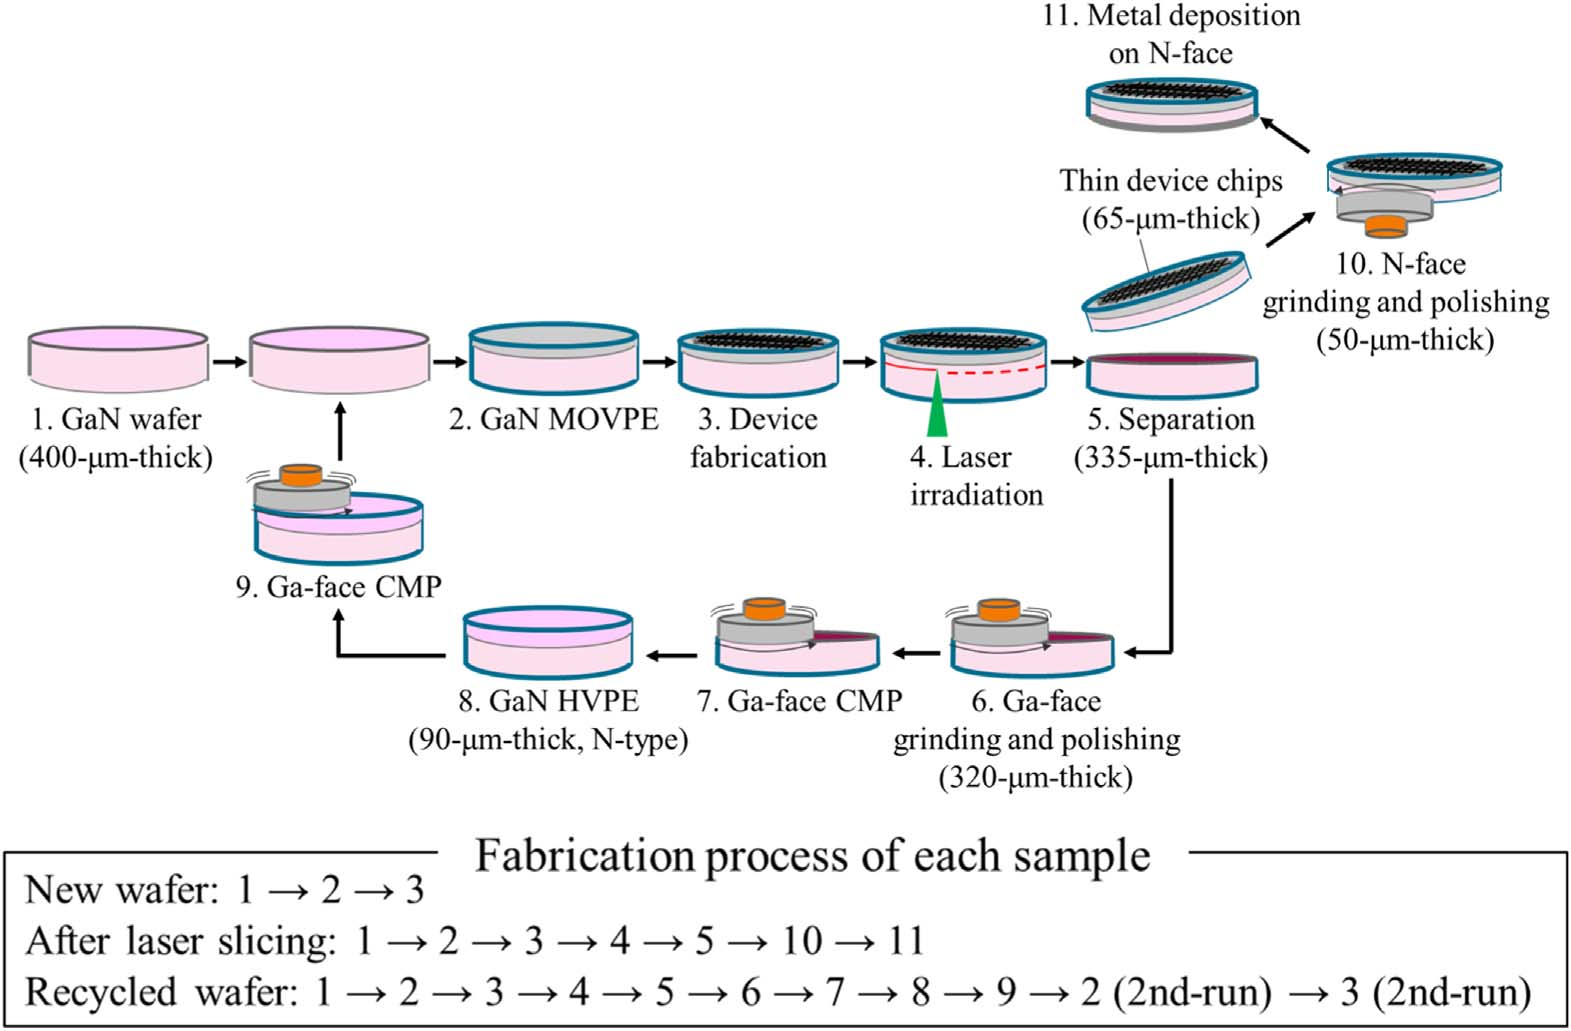 11. Metal deposition
on N-face
Thin device chips
(65-μm-thick)
10. N-face
grinding and polishing
(50-μm-thick)
1. GaN wafer
(400-μm-thick)
2. GaN MOVPE
3. Device
fabrication
4. Laser
irradiation
5. Separation
(335-μm-thick)
9. Ga-face CMP
8. GaN HVPE
(90-μm-thick, N-type)
7. Ga-face CMP
6. Ga-face
grinding and polishing
(320-μm-thick)
Fabrication process of each sample
New wafer: 1 → 2 → 3
After laser slicing: 1 → 2 → 3 → 4 → 5 → 10 → 11
Recycled wafer: 1 → 2 → 3 → 4 → 5 → 6 → 7 → 8 → 9 → 2 (2nd-run) → 3 (2nd-run)